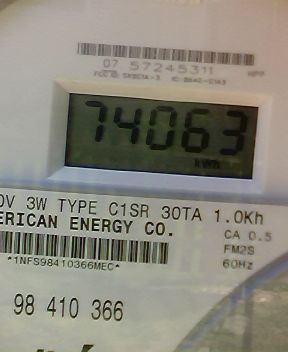 07 57245311
HPP
74063
kWh
0V 3W TYPE C1SR 30TA 1.0Kh
ERICAN ENERGY CO.
CA 0.5
FM2S
*1NFS98410366MEC*
60Hz
98 410 366